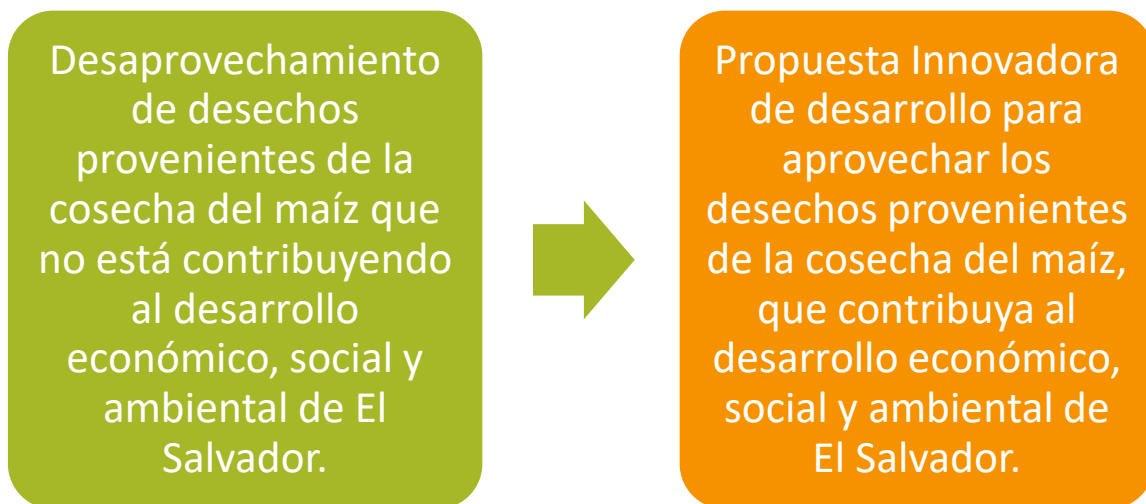 Desaprovechamiento
de desechos
provenientes de la
cosecha del maíz que
no está contribuyendo
al desarrollo
económico, social y
ambiental de El
Salvador.
Propuesta Innovadora
de desarrollo para
aprovechar los
desechos provenientes
de la cosecha del maíz,
que contribuya al
desarrollo económico,
social y ambiental de
El Salvador.